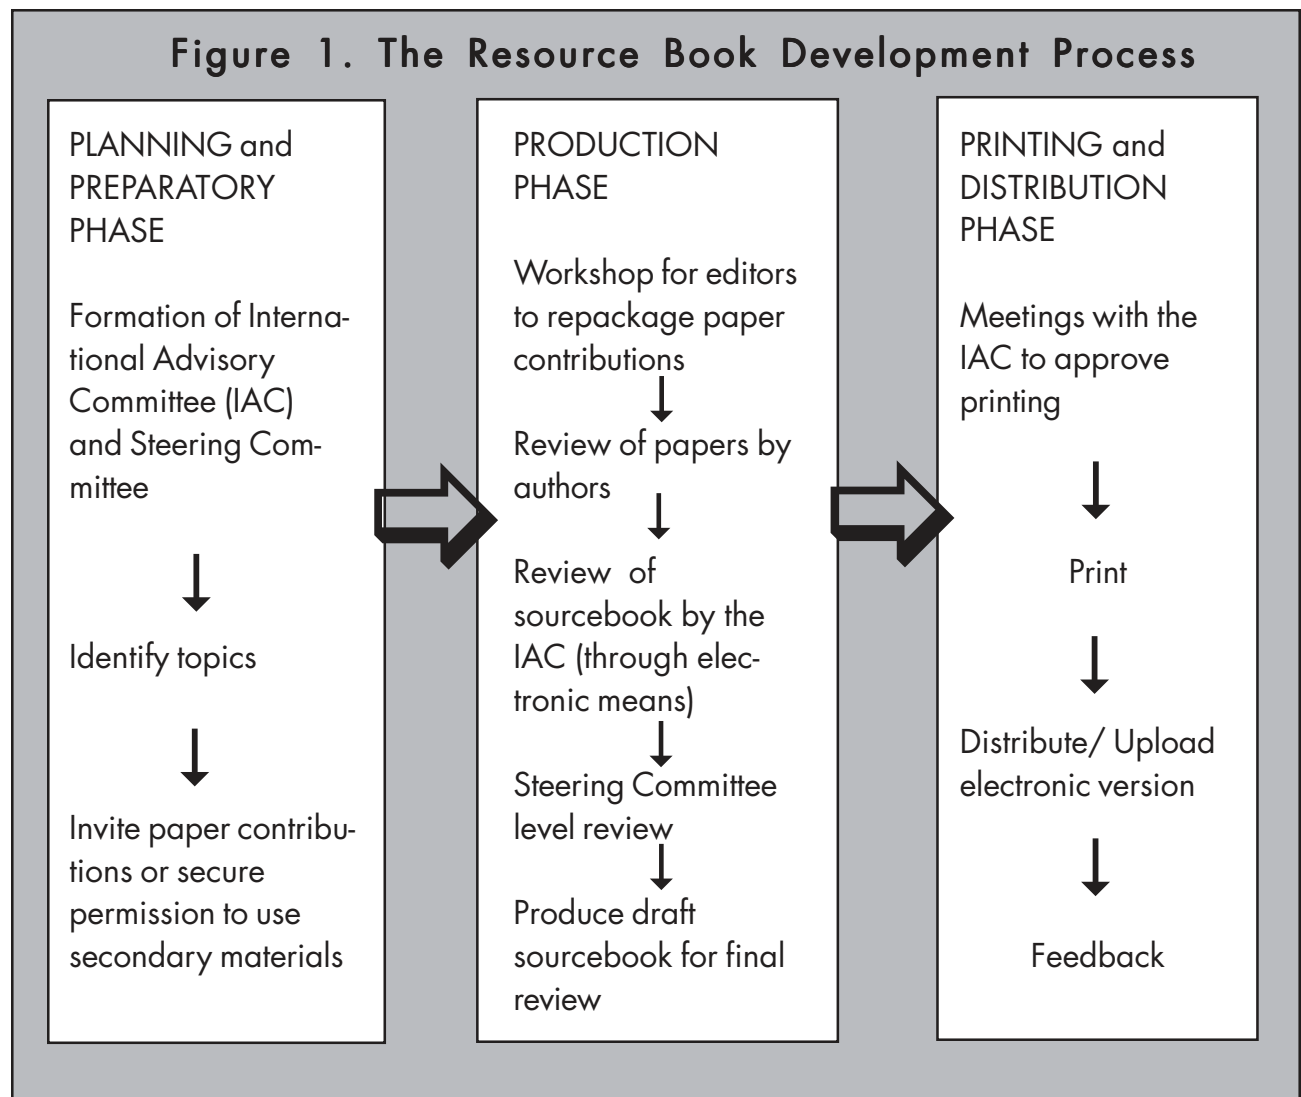 Figure 1. The Resource Book Development Process
PLANNING and
PREPARATORY
PHASE
Formation of Interna-
tional Advisory
Committee (IAC)
and Steering Com-
mittee
Identify topics
Invite paper contribu-
tions or secure
permission to use
secondary materials
PRODUCTION
PHASE
Workshop for editors
to repackage paper
contributions
Review of papers by
authors
Review of
sourcebook by the
IAC (through elec-
tronic means)
Steering Committee
level review
Produce draft
sourcebook for final
review
PRINTING and
DISTRIBUTION
PHASE
Meetings with the
IAC to approve
printing
Print
Distribute/ Upload
electronic version
Feedback